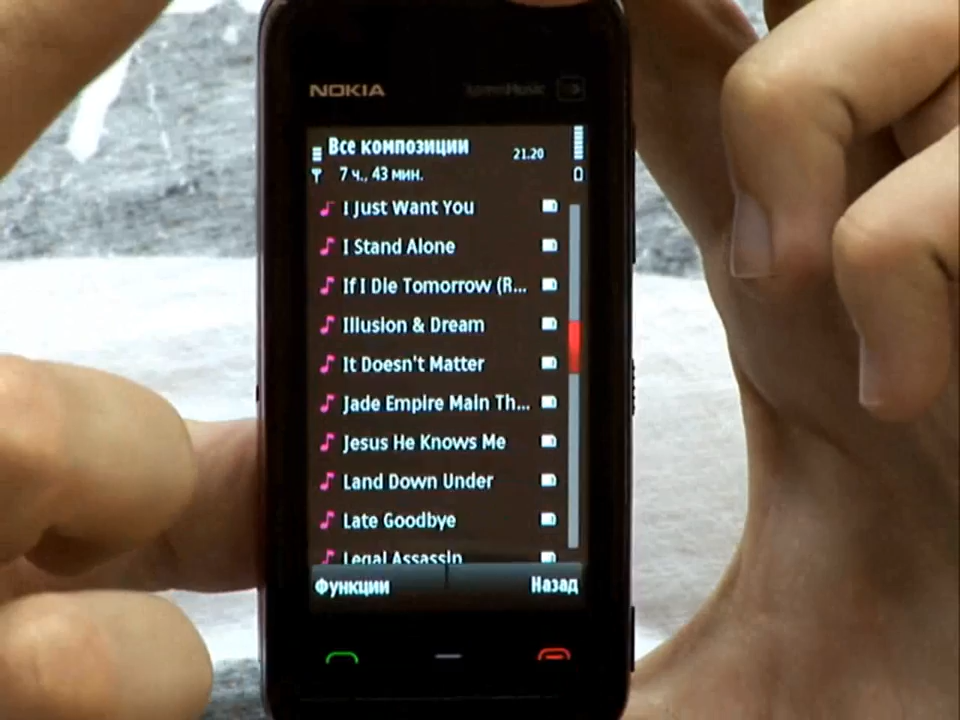 NOKIA
XpressMusic
Все композиции
21.20
7 ч., 43 мин.
I Just Want You
I Stand Alone
If I Die Tomorrow (R...
Illusion & Dream
It Doesn't Matter
Jade Empire Main Th...
Jesus He Knows Me
Land Down Under
Late Goodbye
Legal Assassin
Функции
Назад